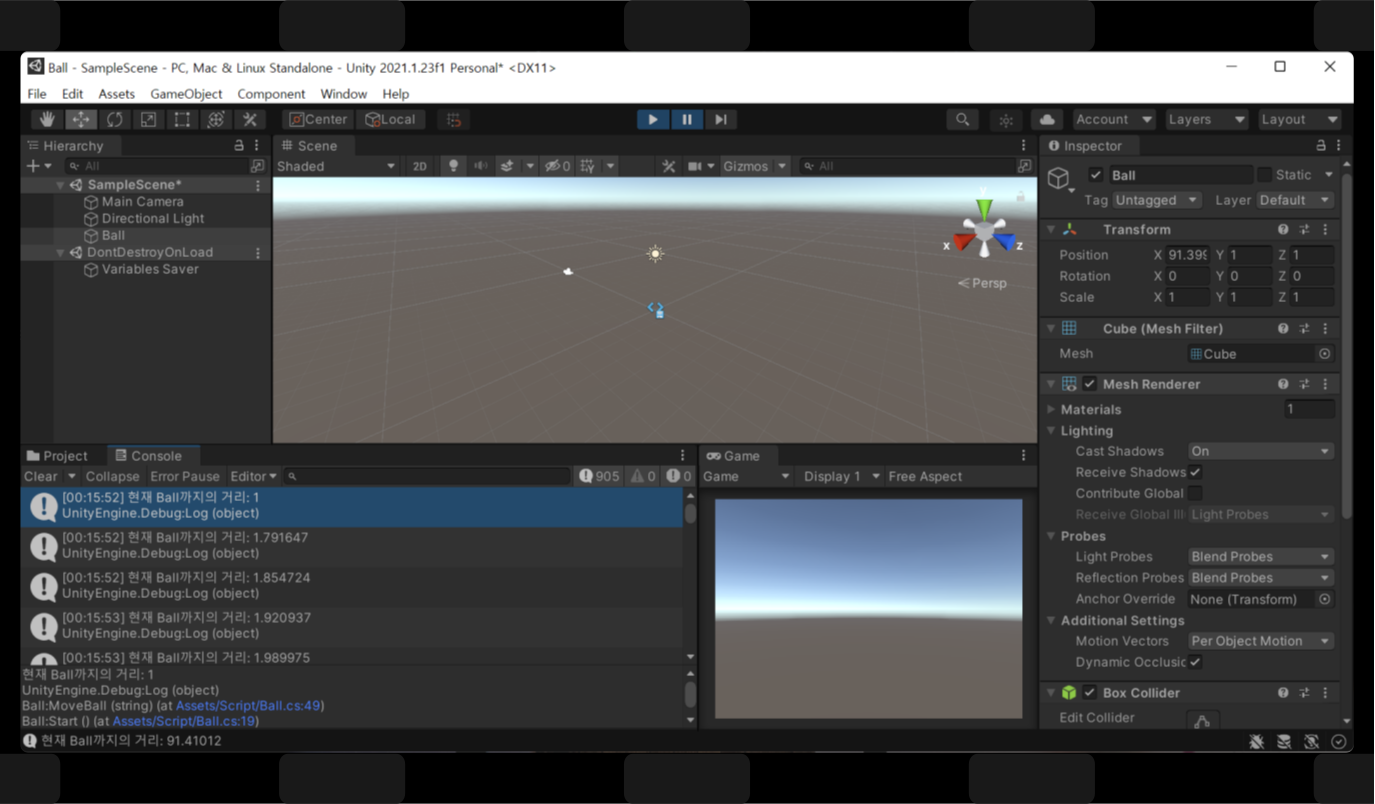 Ball - SampleScene - PC, Mac & Linux Standalone - Unity 2021.1.23f1 Personal* <DX11>
File Edit Assets GameObject Component Window Help
Center Local Account Layers Layout
Hierarchy
All
SampleScene*
Main Camera
Directional Light
Ball
DontDestroyOnLoad
Variables Saver
Scene
Shaded 2D 0 Gizmos All
y
x z
Persp
Inspector
Ball Static
Tag Untagged Layer Default
Transform
Position X 91.399 Y 1 Z 1
Rotation X 0 Y 0 Z 0
Scale X 1 Y 1 Z 1
Cube (Mesh Filter)
Mesh Cube
Mesh Renderer
Materials 1
Lighting
Cast Shadows On
Receive Shadows
Contribute Global
Receive Global Ill Light Probes
Probes
Light Probes Blend Probes
Reflection Probes Blend Probes
Anchor Override None (Transform)
Additional Settings
Motion Vectors Per Object Motion
Dynamic Occlusic
Box Collider
Edit Collider
Project Console
Clear Collapse Error Pause Editor 905 0 0
[00:15:52] 현재 Ball까지의 거리: 1
UnityEngine.Debug:Log (object)
[00:15:52] 현재 Ball까지의 거리: 1.791647
UnityEngine.Debug:Log (object)
[00:15:52] 현재 Ball까지의 거리: 1.854724
UnityEngine.Debug:Log (object)
[00:15:53] 현재 Ball까지의 거리: 1.920937
UnityEngine.Debug:Log (object)
[00:15:53] 현재 Ball까지의 거리: 1.989975
현재 Ball까지의 거리: 1
UnityEngine.Debug:Log (object)
Ball:MoveBall (string) (at Assets/Script/Ball.cs:49)
Ball:Start () (at Assets/Script/Ball.cs:19)
현재 Ball까지의 거리: 91.41012
Game
Game Display 1 Free Aspect